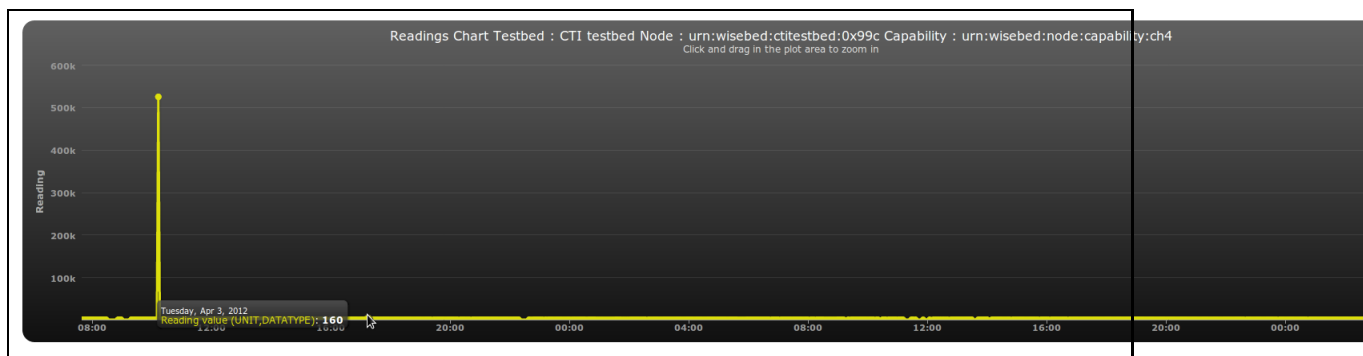 Readings Chart Testbed : CTI testbed Node : urn:wisebed:ctitestbed:0x99c Capability : urn:wisebed:node:capability:ch4
Click and drag in the plot area to zoom in
600k
500k
400k
300k
200k
100k
Reading
Tuesday, Apr 3, 2012
Reading value (UNIT,DATATYPE): 160
08:00 12:00 16:00 20:00 00:00 04:00 08:00 12:00 16:00 20:00 00:00